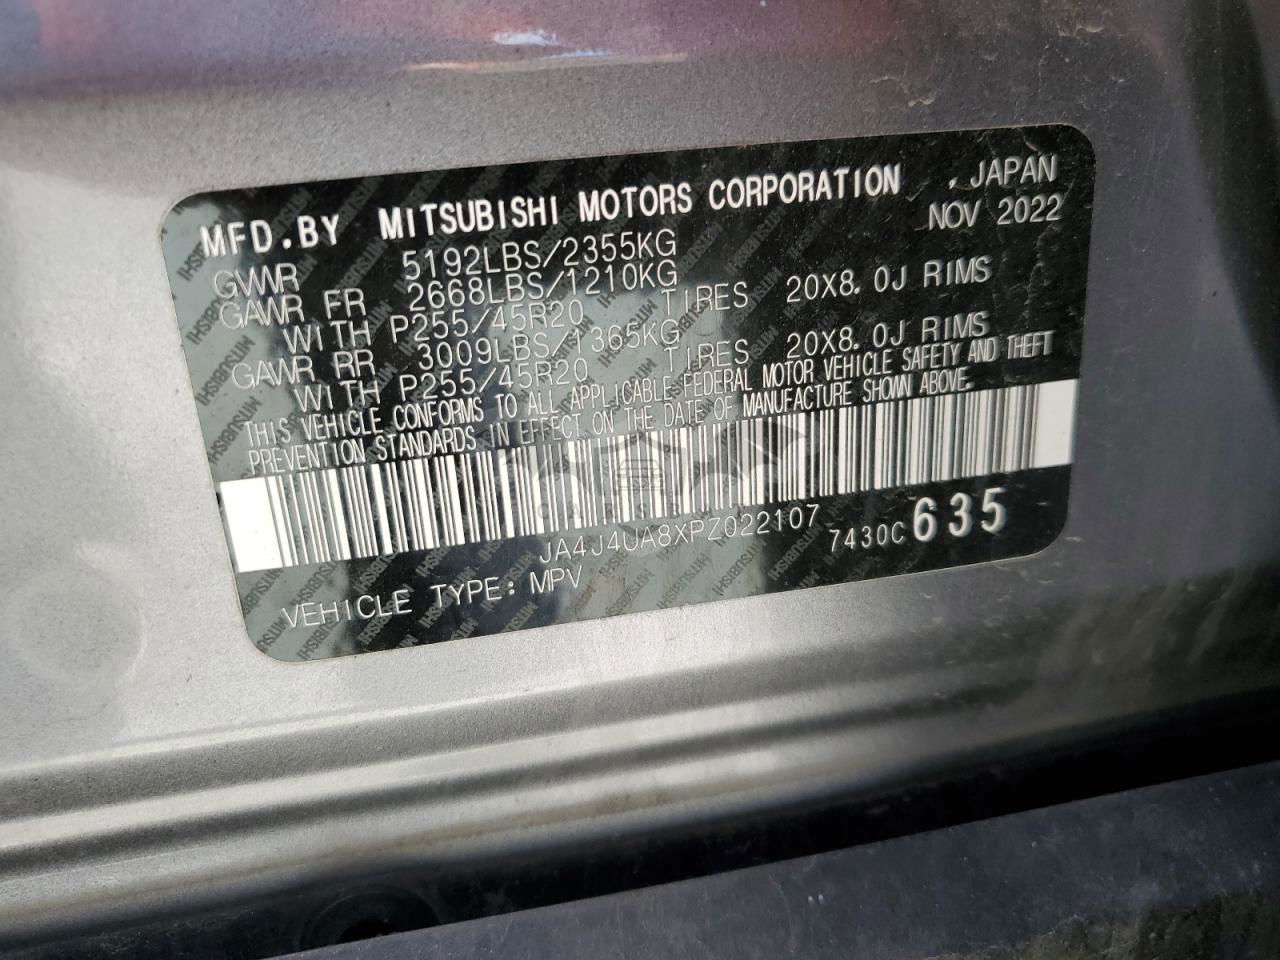 MFD.BY MITSUBISHI MOTORS CORPORATION , JAPAN
NOV 2022
GVWR 5192LBS/2355KG
GAWR FR 2668LBS/1210KG
WITH P255/45R20 TIRES 20X8.0J RIMS
GAWR RR 3009LBS/1365KG
WITH P255/45R20 TIRES 20X8.0J RIMS
THIS VEHICLE CONFORMS TO ALL APPLICABLE FEDERAL MOTOR VEHICLE SAFETY AND THEFT
PREVENTION STANDARDS IN EFFECT ON THE DATE OF MANUFACTURE SHOWN ABOVE.
JA4J4UA8XPZ022107 7430C 635
VEHICLE TYPE: MPV